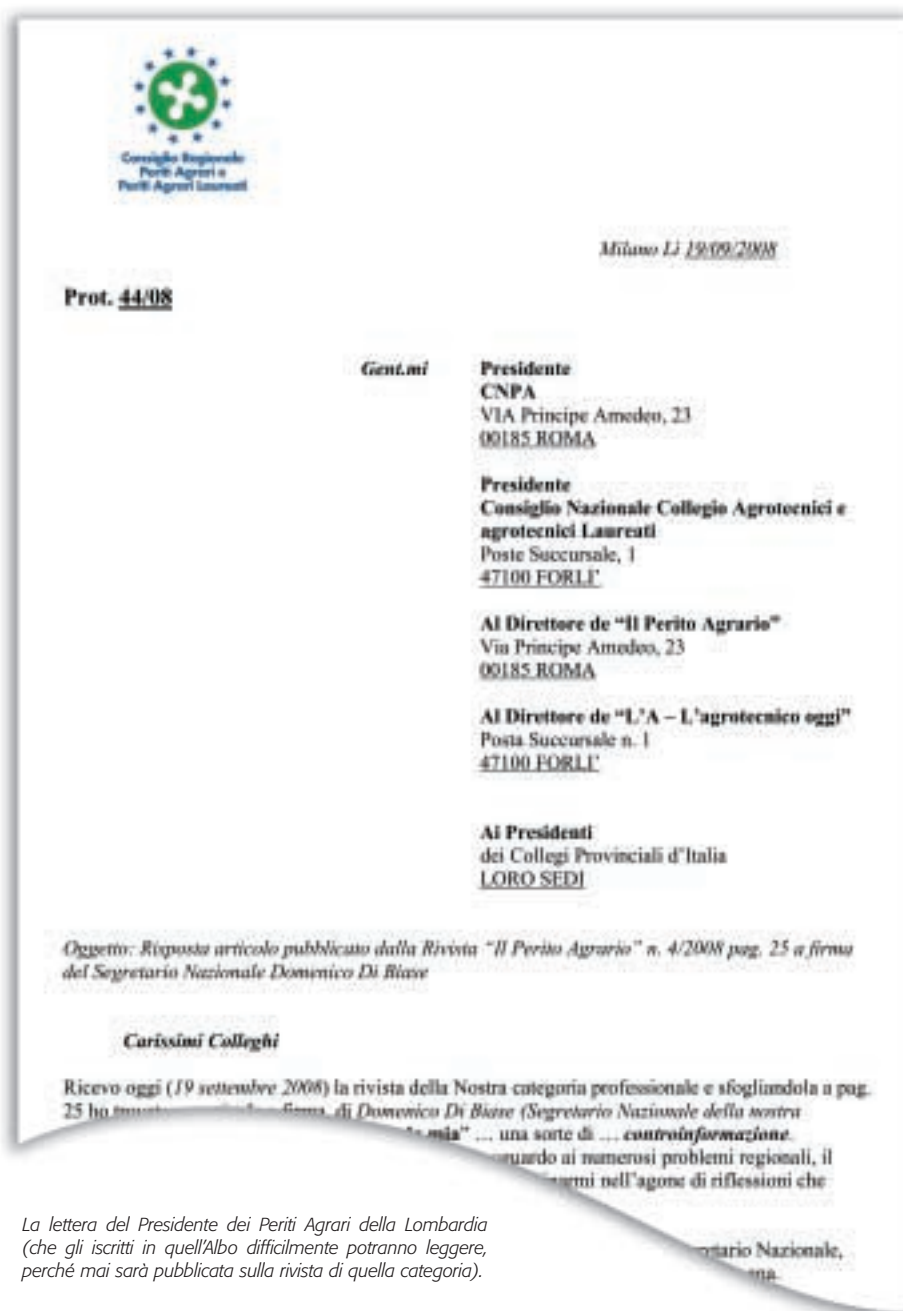 Consiglio Regionale
Periti Agrari e
Periti Agrari Laureati
Milano Li 19/09/2008
Prot. 44/08
Gent.mi Presidente
CNPA
VIA Principe Amedeo, 23
00185 ROMA
Presidente
Consiglio Nazionale Collegio Agrotecnici e
agrotecnici Laureati
Poste Succursale, 1
47100 FORLI'
Al Direttore de “Il Perito Agrario”
Via Principe Amedeo, 23
00185 ROMA
Al Direttore de “L’A – L’agrotecnico oggi”
Posta Succursale n. 1
47100 FORLI'
Ai Presidenti
dei Collegi Provinciali d’Italia
LORO SEDI
Oggetto: Risposta articolo pubblicato dalla Rivista “Il Perito Agrario” n. 4/2008 pag. 25 a firma
del Segretario Nazionale Domenico Di Biase
Carissimi Colleghi
Ricevo oggi (19 settembre 2008) la rivista della Nostra categoria professionale e sfogliandola a pag.
25 ho firma di Domenico Di Biase (Segretario Nazionale della nostra
mia” … una sorte di … controinformazione.
ai numerosi problemi regionali, il
nell’agone di riflessioni che
Nazionale,
La lettera del Presidente dei Periti Agrari della Lombardia
(che gli iscritti in quell’Albo difficilmente potranno leggere,
perché mai sarà pubblicata sulla rivista di quella categoria).